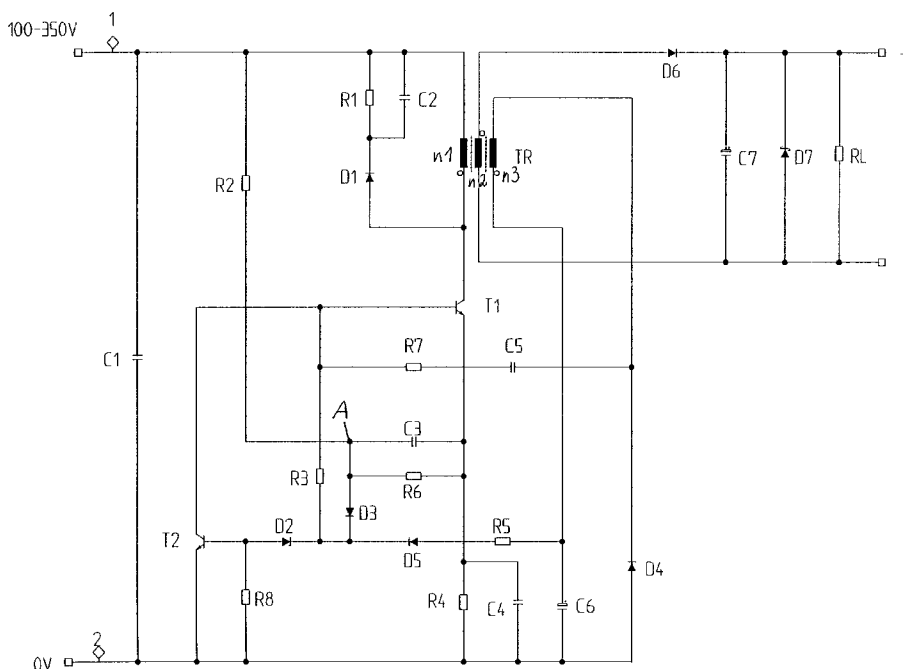 1
100-350V
D6
R1
C2
n1
n2
n3
TR
C7
D7
RL
R2
D1
T1
C1
R7
C5
A
C3
R3
R6
D3
T2
D2
R5
D5
R8
R4
C4
C6
D4
2
0V